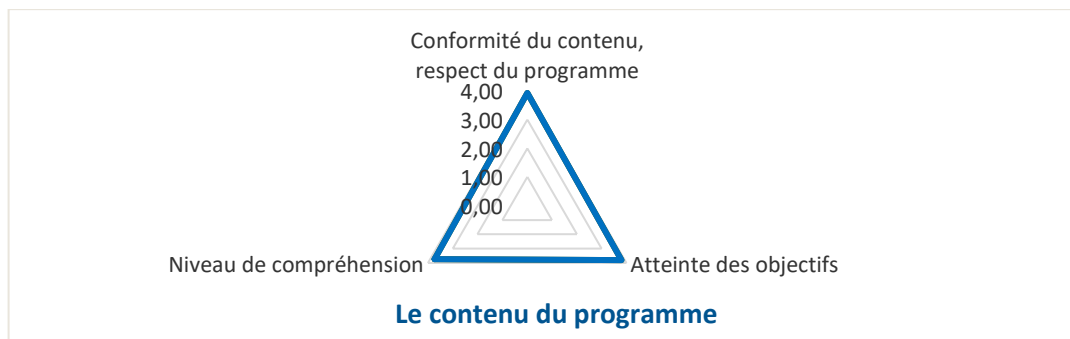 Conformité du contenu,
respect du programme
4,00
3,00
2,00
1,00
0,00
Niveau de compréhension
Atteinte des objectifs
Le contenu du programme